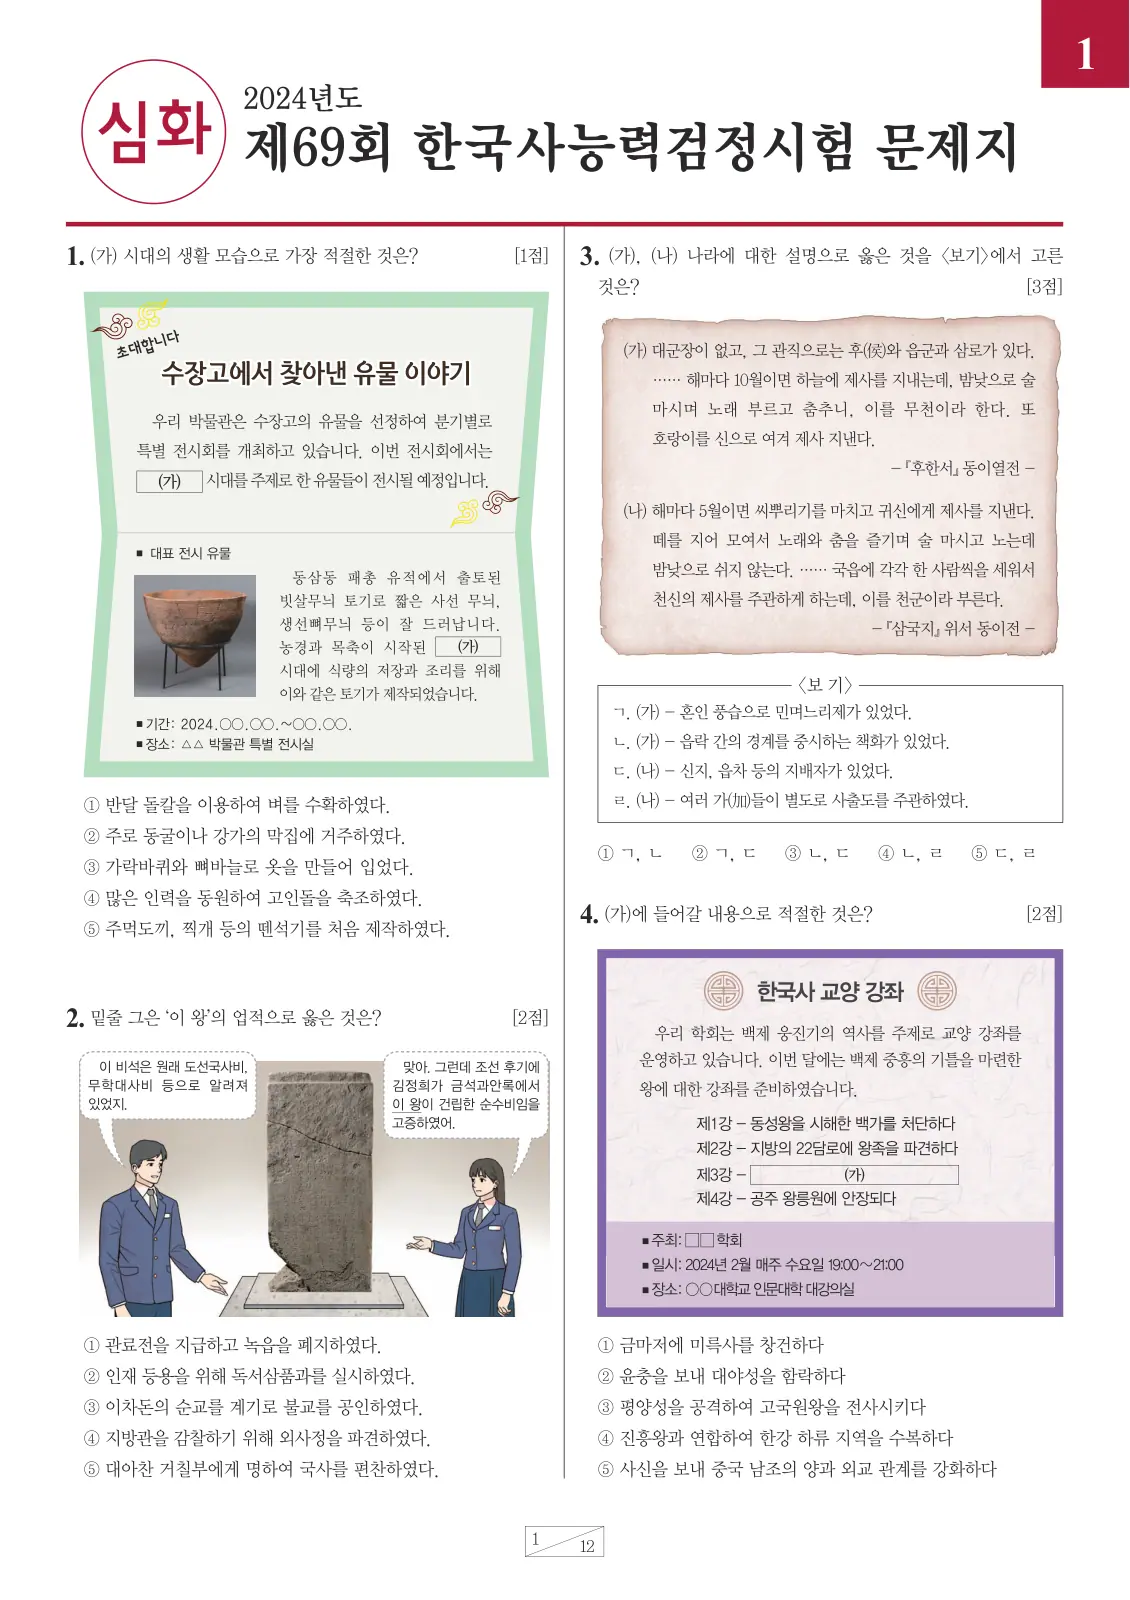 1
심화
2024년도
제69회 한국사능력검정시험 문제지
1. (가) 시대의 생활 모습으로 가장 적절한 것은? [1점]
초대합니다
수장고에서 찾아낸 유물 이야기
우리 박물관은 수장고의 유물을 선정하여 분기별로
특별 전시회를 개최하고 있습니다. 이번 전시회에서는
(가) 시대를 주제로 한 유물들이 전시될 예정입니다.
■ 대표 전시 유물
동삼동 패총 유적에서 출토된
빗살무늬 토기로 짧은 사선 무늬,
생선뼈무늬 등이 잘 드러납니다.
농경과 목축이 시작된 (가)
시대에 식량의 저장과 조리를 위해
이와 같은 토기가 제작되었습니다.
■ 기간: 2024.○○.○○.~○○.○○.
■ 장소: △△ 박물관 특별 전시실
① 반달 돌칼을 이용하여 벼를 수확하였다.
② 주로 동굴이나 강가의 막집에 거주하였다.
③ 가락바퀴와 뼈바늘로 옷을 만들어 입었다.
④ 많은 인력을 동원하여 고인돌을 축조하였다.
⑤ 주먹도끼, 찍개 등의 뗀석기를 처음 제작하였다.
2. 밑줄 그은 ‘이 왕’의 업적으로 옳은 것은? [2점]
이 비석은 원래 도선국사비,
무학대사비 등으로 알려져
있었지.
맞아. 그런데 조선 후기에
김정희가 금석과안록에서
이 왕이 건립한 순수비임을
고증하였어.
① 관료전을 지급하고 녹읍을 폐지하였다.
② 인재 등용을 위해 독서삼품과를 실시하였다.
③ 이차돈의 순교를 계기로 불교를 공인하였다.
④ 지방관을 감찰하기 위해 외사정을 파견하였다.
⑤ 대아찬 거칠부에게 명하여 국사를 편찬하였다.
3. (가), (나) 나라에 대한 설명으로 옳은 것을 〈보기〉에서 고른
것은? [3점]
(가) 대군장이 없고, 그 관직으로는 후(侯)와 읍군과 삼로가 있다.
…… 해마다 10월이면 하늘에 제사를 지내는데, 밤낮으로 술
마시며 노래 부르고 춤추니, 이를 무천이라 한다. 또
호랑이를 신으로 여겨 제사 지낸다.
- 『후한서』 동이열전 -
(나) 해마다 5월이면 씨뿌리기를 마치고 귀신에게 제사를 지낸다.
떼를 지어 모여서 노래와 춤을 즐기며 술 마시고 노는데
밤낮으로 쉬지 않는다. …… 국읍에 각각 한 사람씩을 세워서
천신의 제사를 주관하게 하는데, 이를 천군이라 부른다.
- 『삼국지』 위서 동이전 -
〈보 기〉
ㄱ. (가) - 혼인 풍습으로 민며느리제가 있었다.
ㄴ. (가) - 읍락 간의 경계를 중시하는 책화가 있었다.
ㄷ. (나) - 신지, 읍차 등의 지배자가 있었다.
ㄹ. (나) - 여러 가(加)들이 별도로 사출도를 주관하였다.
① ㄱ, ㄴ ② ㄱ, ㄷ ③ ㄴ, ㄷ ④ ㄴ, ㄹ ⑤ ㄷ, ㄹ
4. (가)에 들어갈 내용으로 적절한 것은? [2점]
한국사 교양 강좌
우리 학회는 백제 웅진기의 역사를 주제로 교양 강좌를
운영하고 있습니다. 이번 달에는 백제 중흥의 기틀을 마련한
왕에 대한 강좌를 준비하였습니다.
제1강 - 동성왕을 시해한 백가를 처단하다
제2강 - 지방의 22담로에 왕족을 파견하다
제3강 - (가)
제4강 - 공주 왕릉원에 안장되다
■ 주최: □□학회
■ 일시: 2024년 2월 매주 수요일 19:00~21:00
■ 장소: ○○대학교 인문대학 대강의실
① 금마저에 미륵사를 창건하다
② 윤충을 보내 대야성을 함락하다
③ 평양성을 공격하여 고국원왕을 전사시키다
④ 진흥왕과 연합하여 한강 하류 지역을 수복하다
⑤ 사신을 보내 중국 남조의 양과 외교 관계를 강화하다
1
12